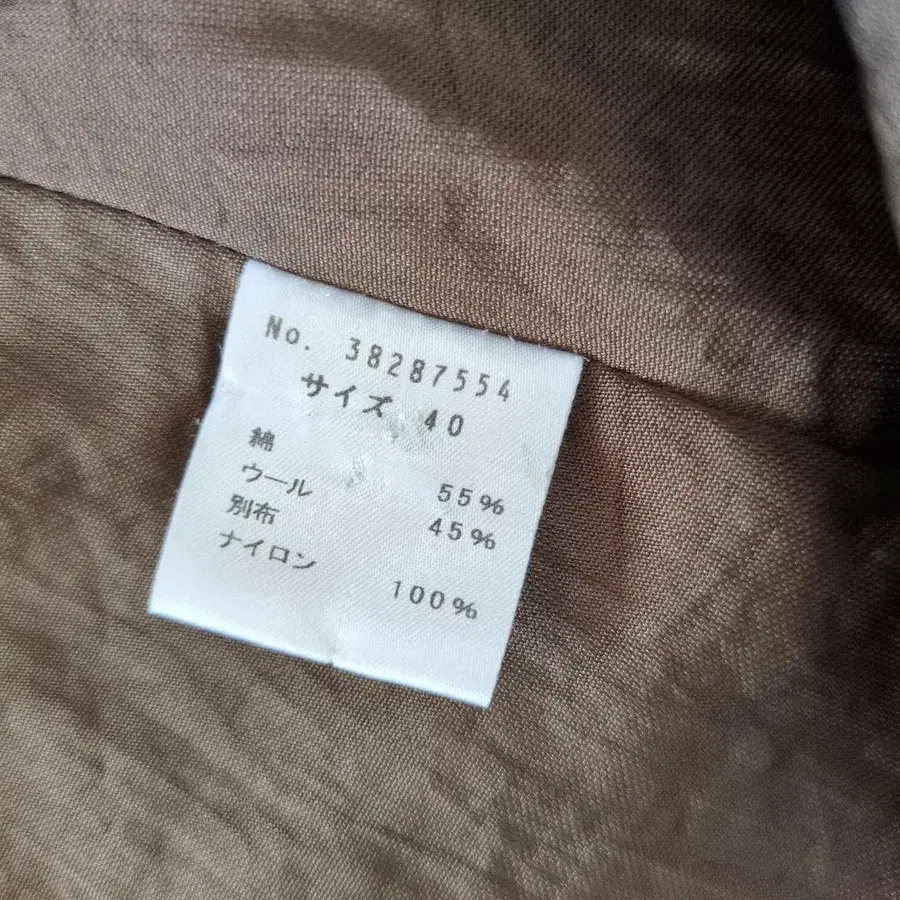 No. 38287554
サイズ 40
綿 55%
ウール 45%
別布
ナイロン 100%